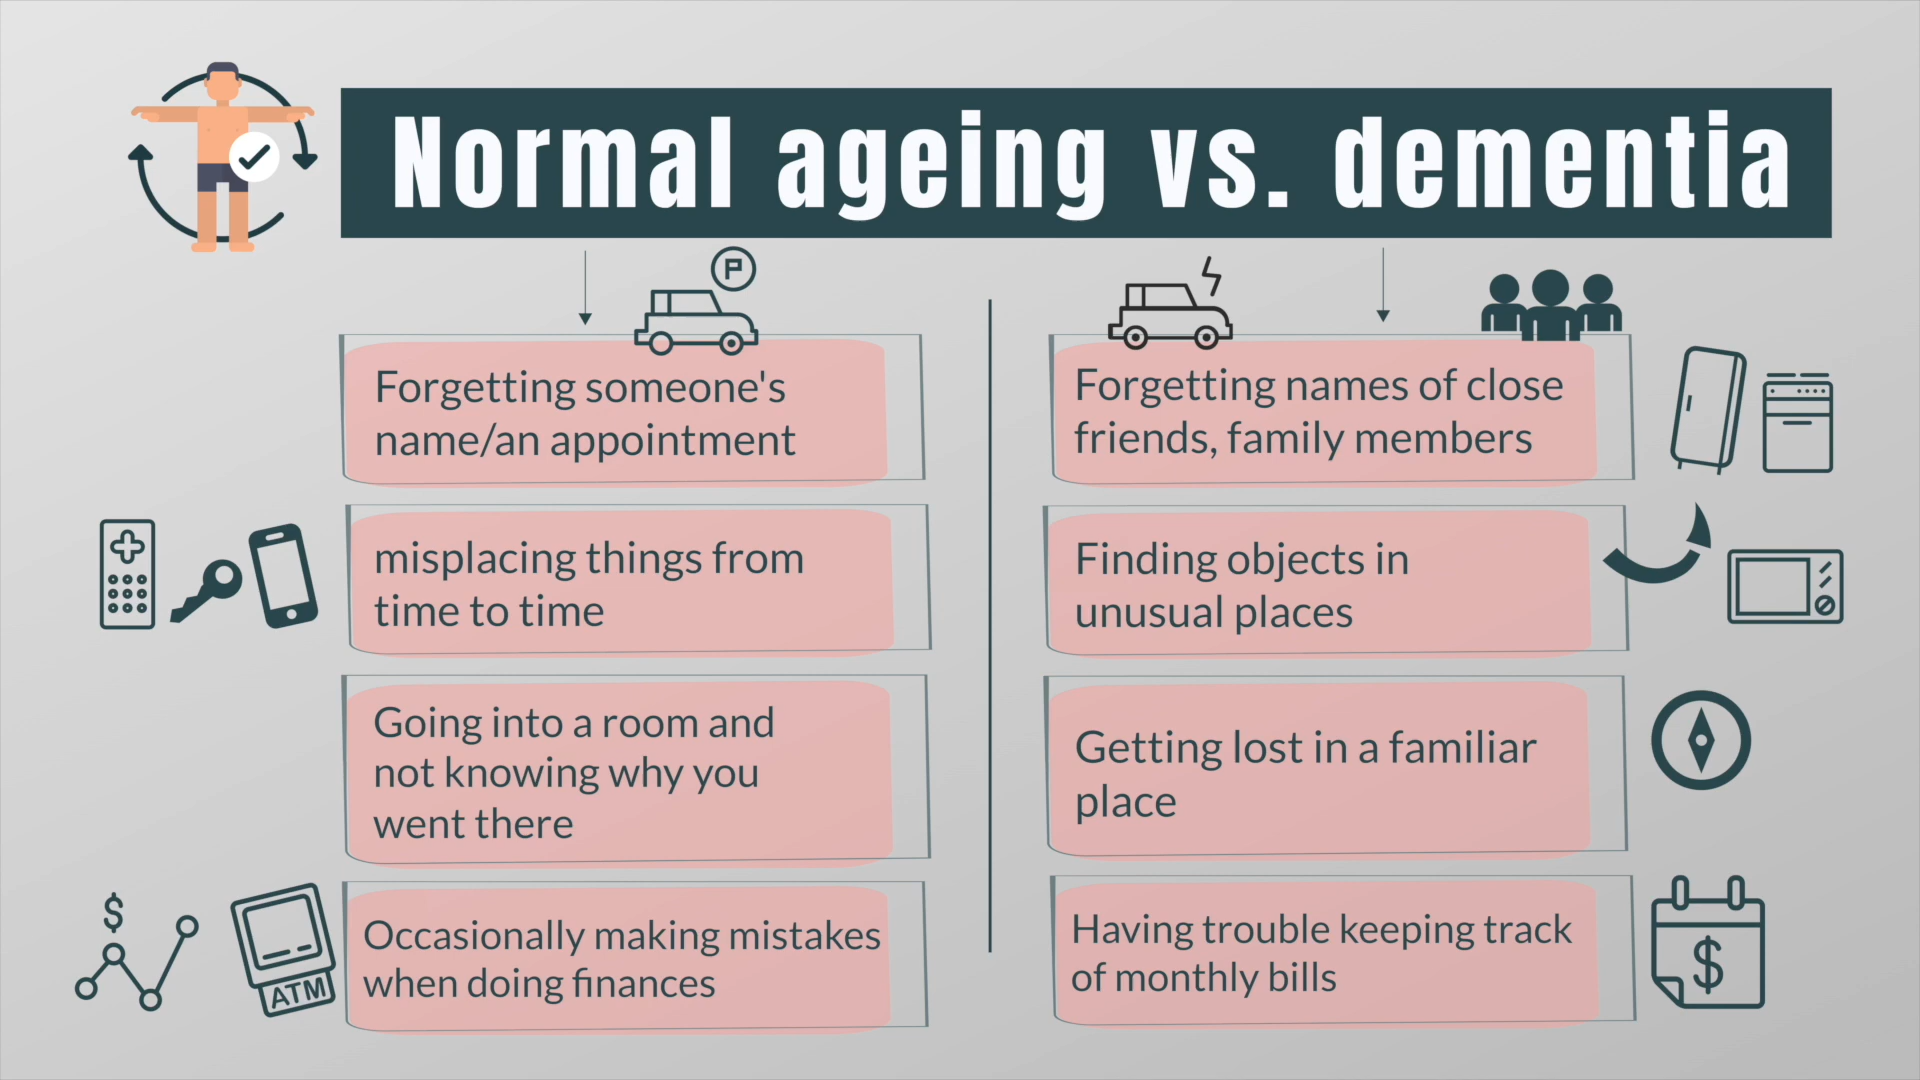 Normal ageing vs. dementia
P
Forgetting someone's
name/an appointment
misplacing things from
time to time
Going into a room and
not knowing why you
went there
$
ATM
Occasionally making mistakes
when doing finances
Forgetting names of close
friends, family members
Finding objects in
unusual places
Getting lost in a familiar
place
Having trouble keeping track
of monthly bills
$